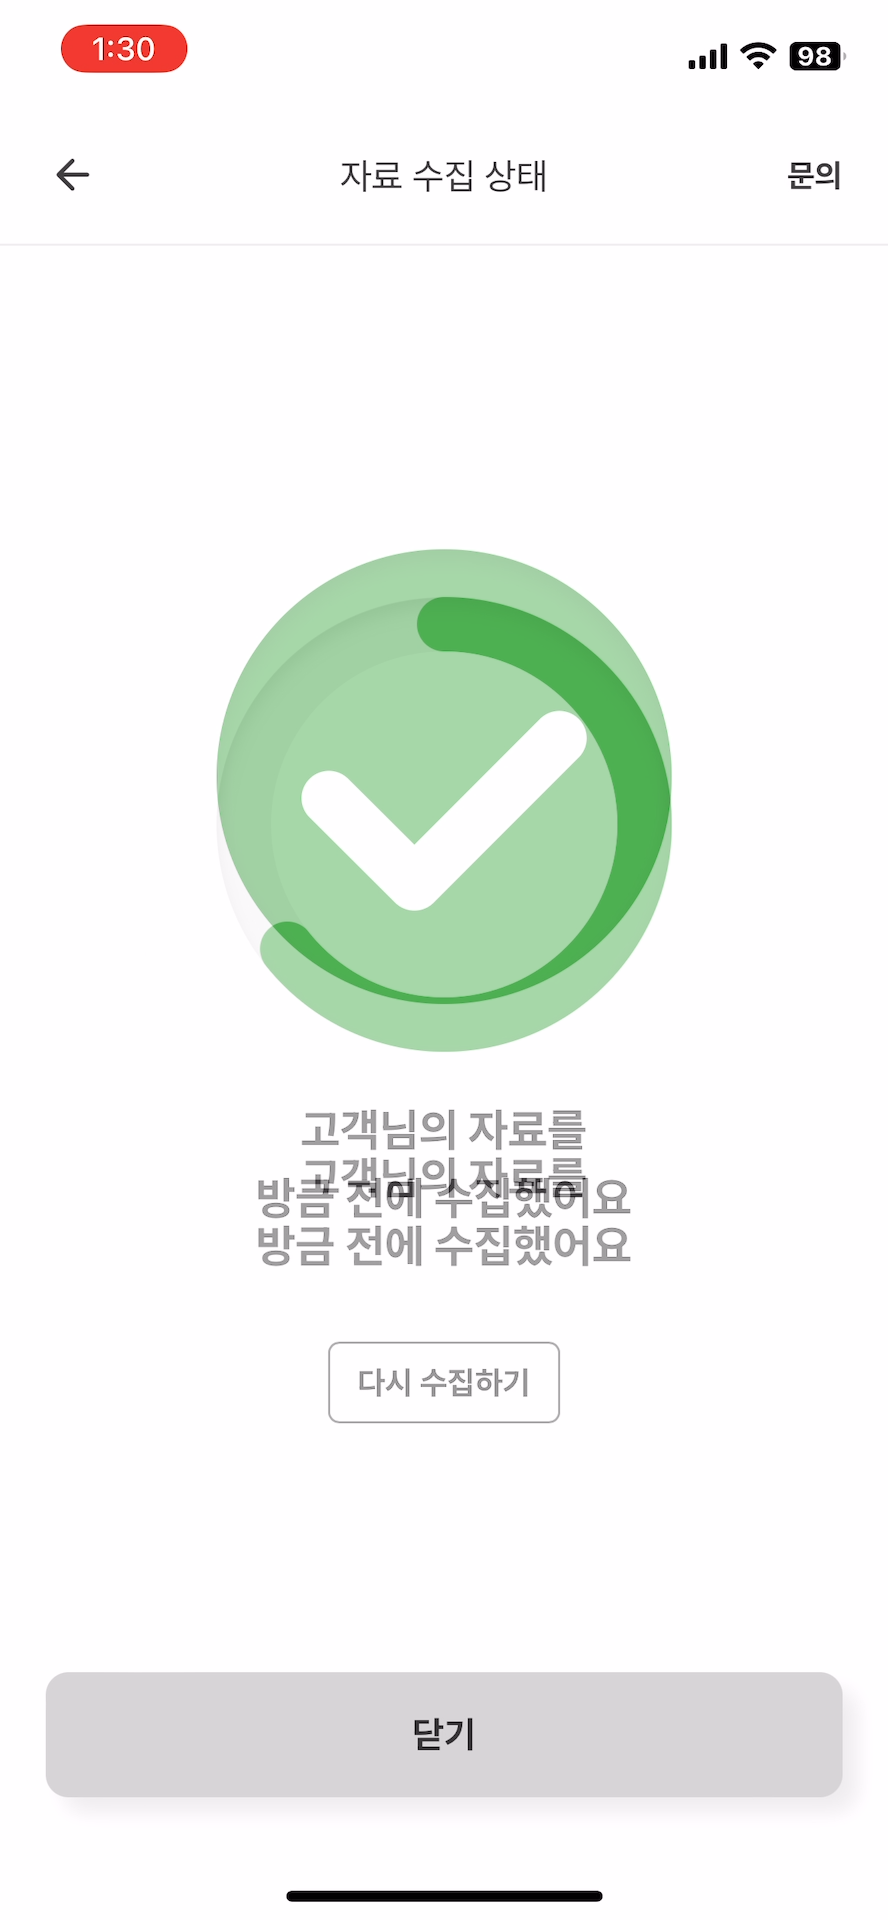 1:30
98
자료 수집 상태
문의
고객님의 자료를
고객님의 자료를
방금 전에 수집했어요
방금 전에 수집했어요
다시 수집하기
닫기